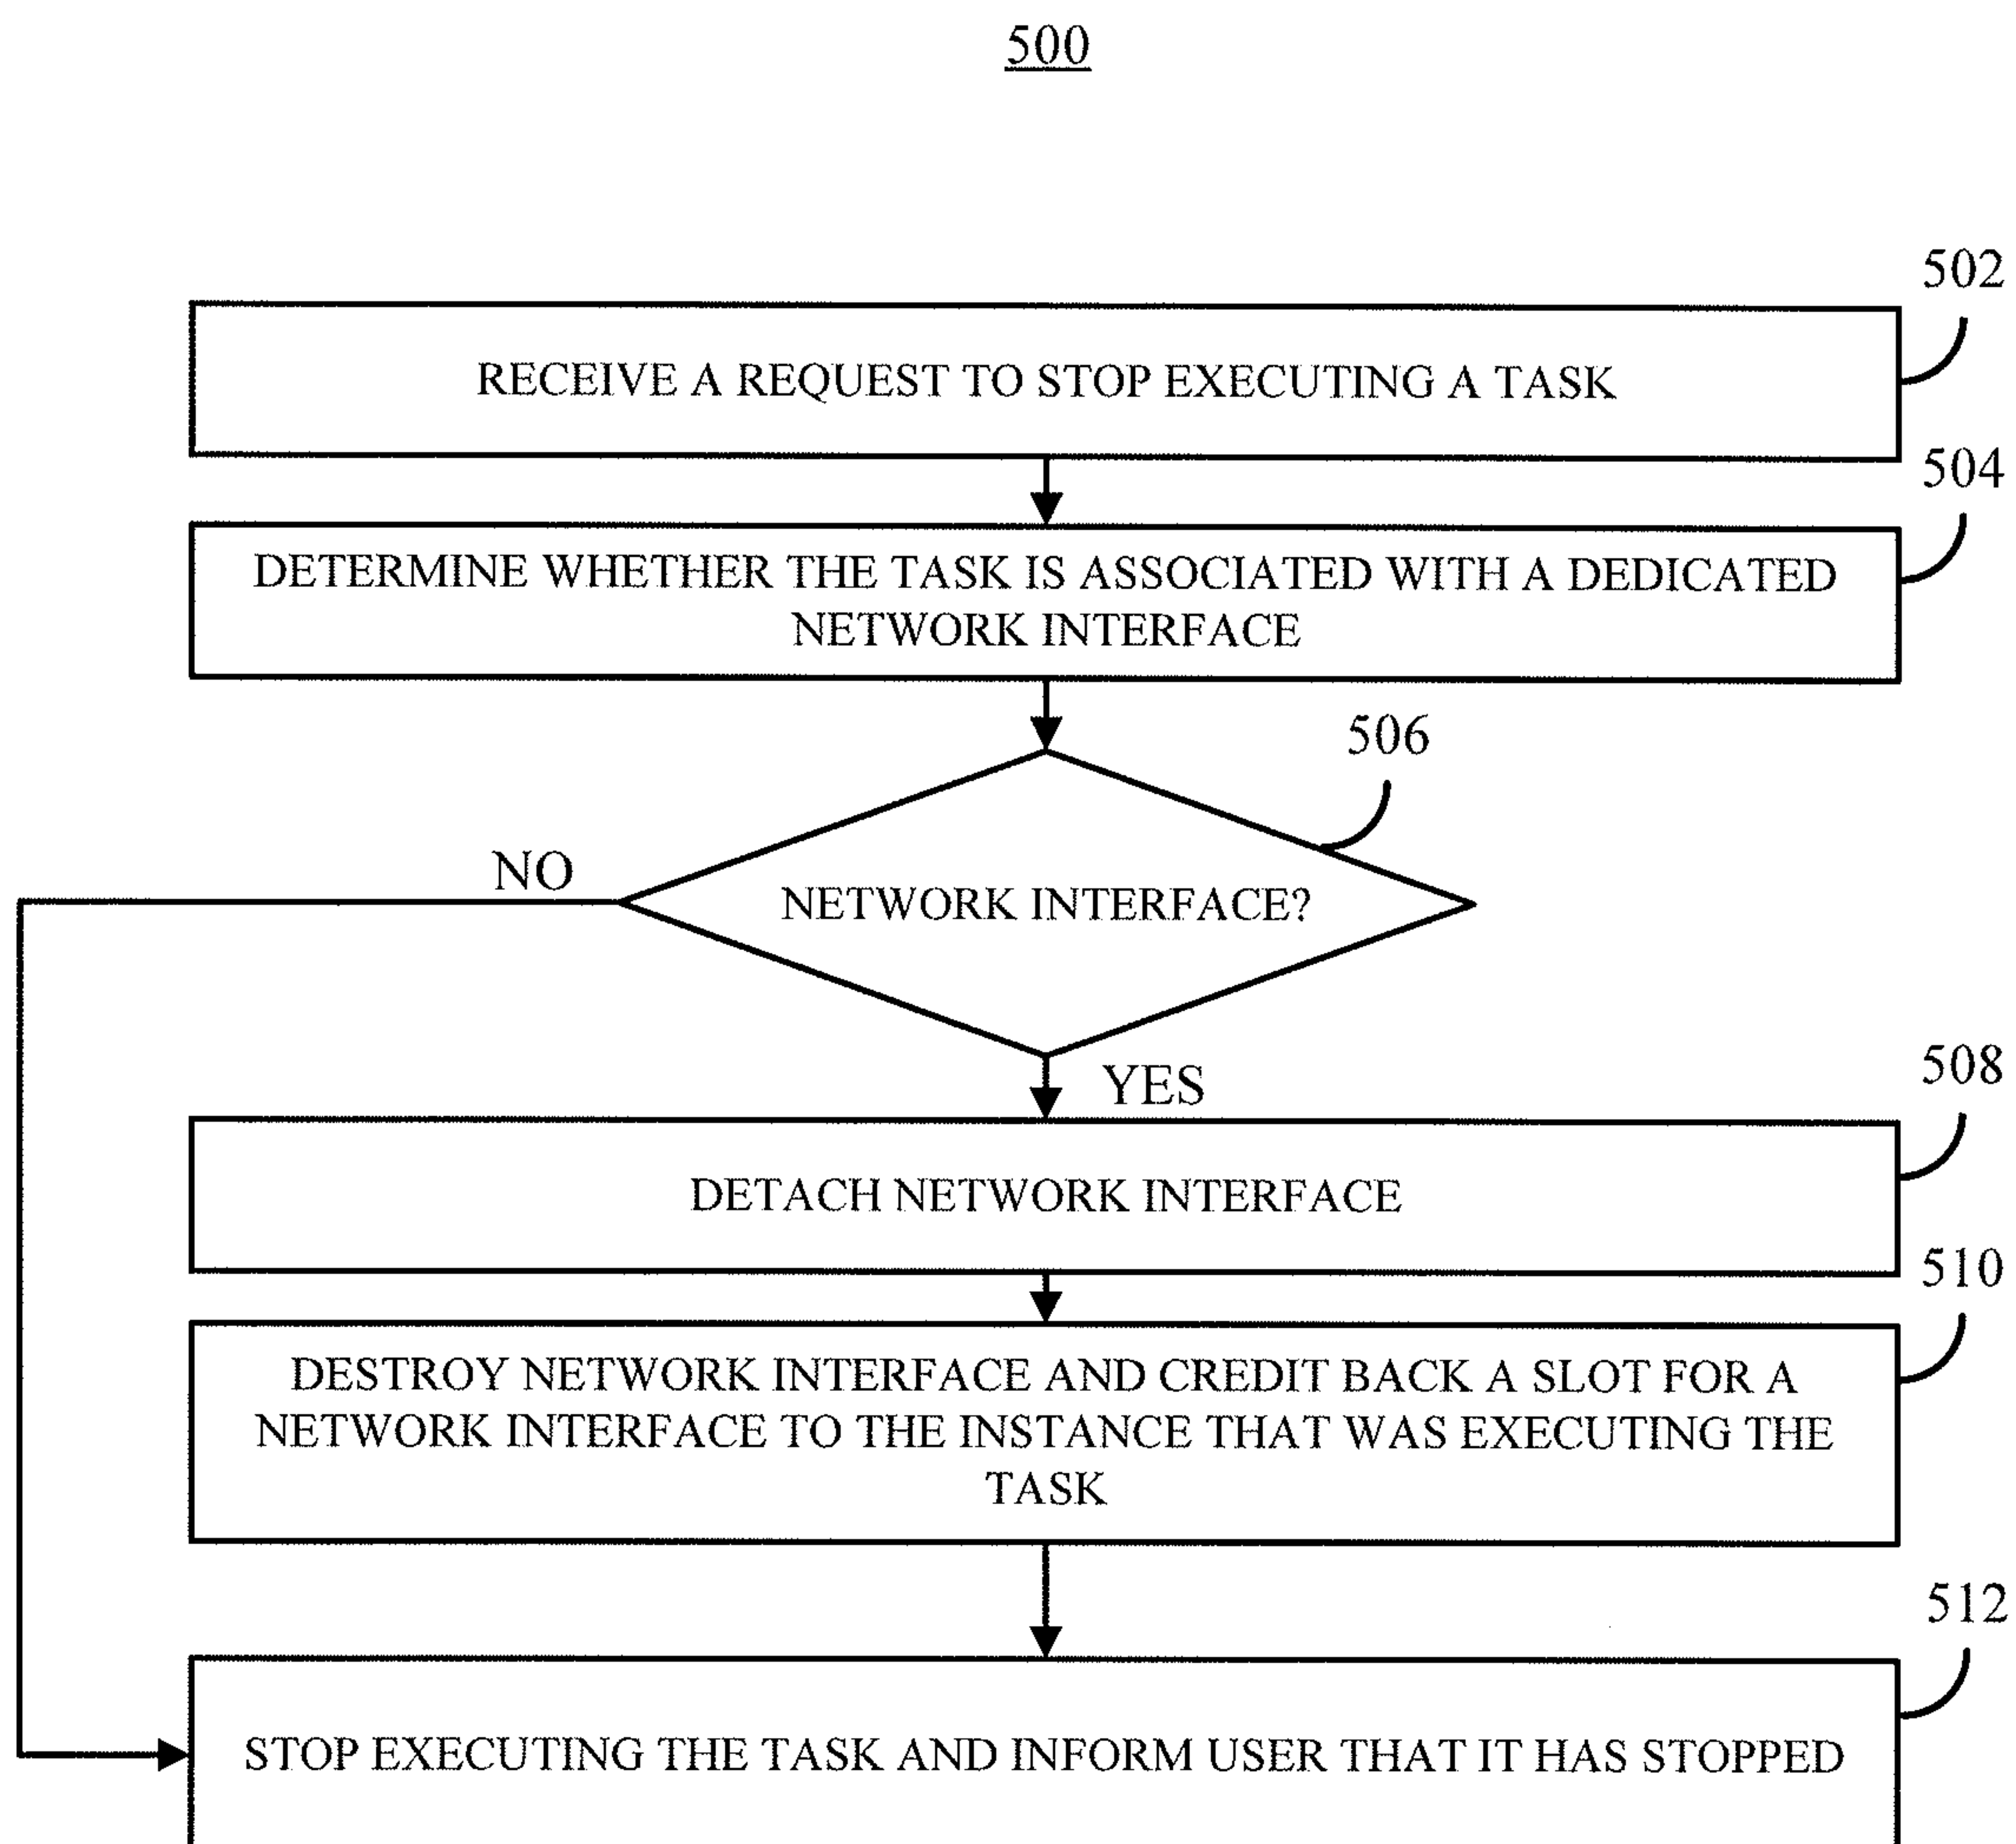 500
502
RECEIVE A REQUEST TO STOP EXECUTING A TASK
504
DETERMINE WHETHER THE TASK IS ASSOCIATED WITH A DEDICATED
NETWORK INTERFACE
506
NO
NETWORK INTERFACE?
YES
508
DETACH NETWORK INTERFACE
510
DESTROY NETWORK INTERFACE AND CREDIT BACK A SLOT FOR A
NETWORK INTERFACE TO THE INSTANCE THAT WAS EXECUTING THE
TASK
512
STOP EXECUTING THE TASK AND INFORM USER THAT IT HAS STOPPED